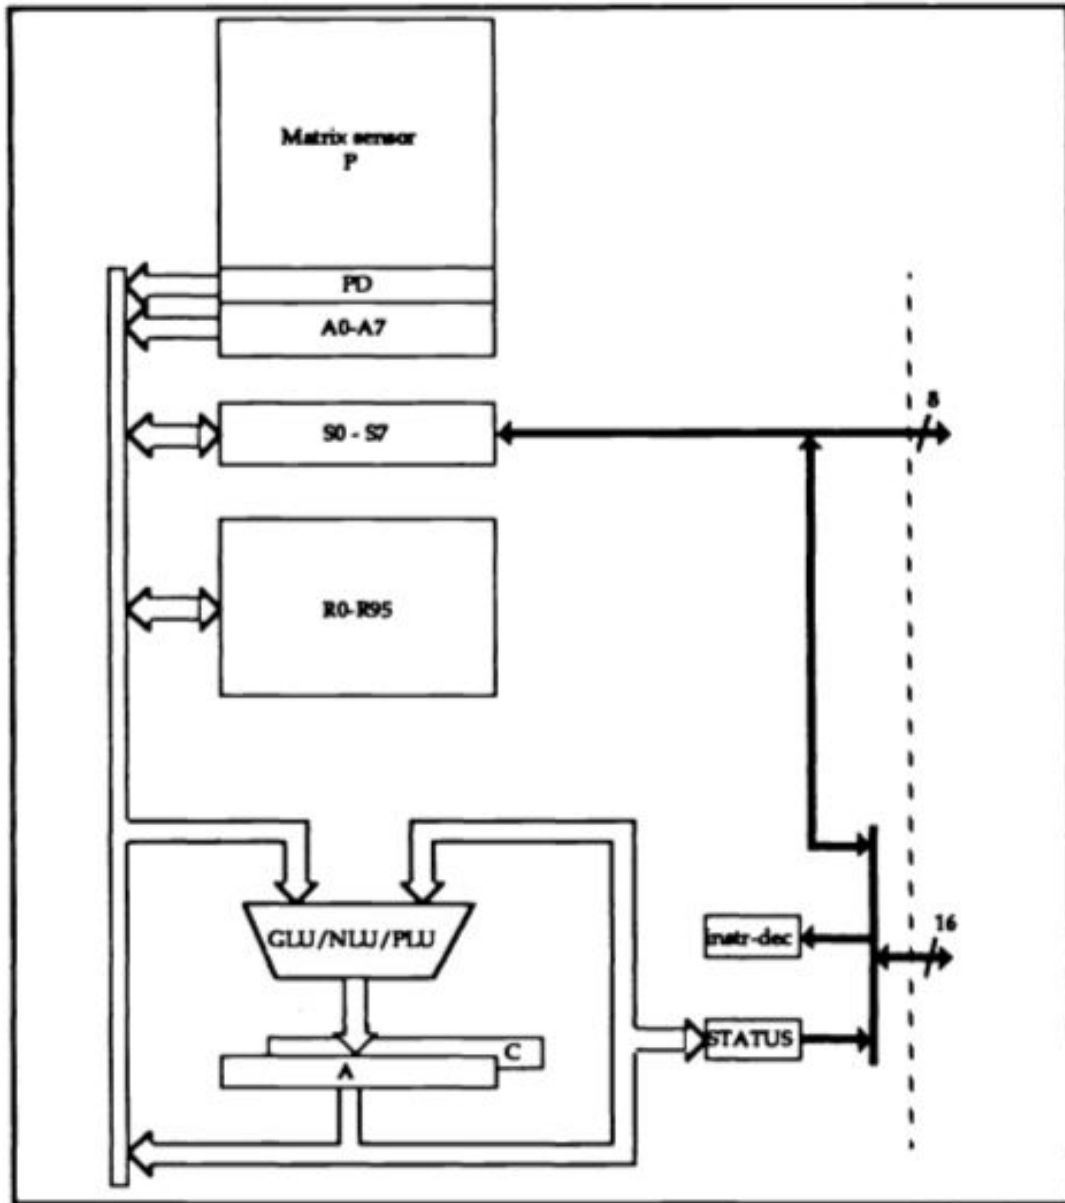 Matrix sensor
P
PD
A0-A7
8
S0 - S7
R0-R95
GLU/NLU/PLU
instr-dec
16
STATUS
C
A